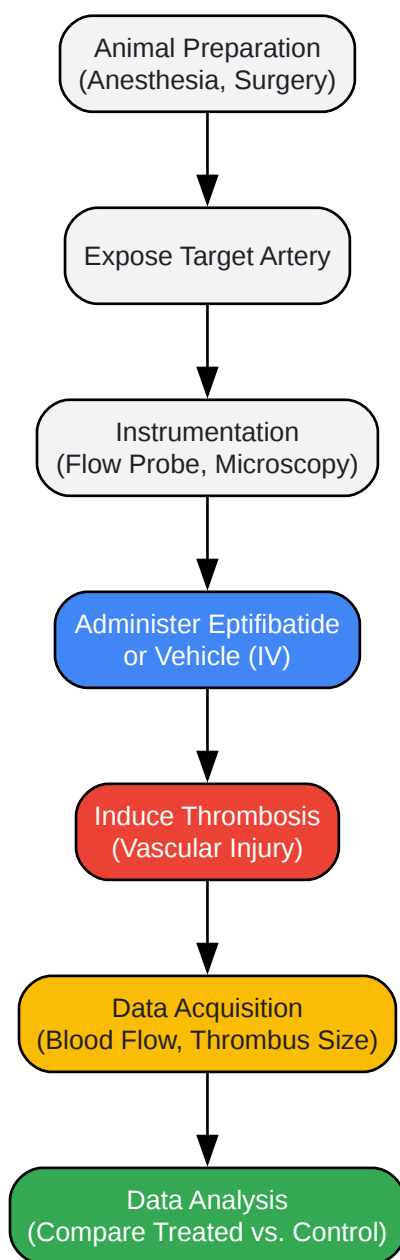 Animal Preparation
(Anesthesia, Surgery)
Expose Target Artery
Instrumentation
(Flow Probe, Microscopy)
Administer Eptifibatide
or Vehicle (IV)
Induce Thrombosis
(Vascular Injury)
Data Acquisition
(Blood Flow, Thrombus Size)
Data Analysis
(Compare Treated vs. Control)